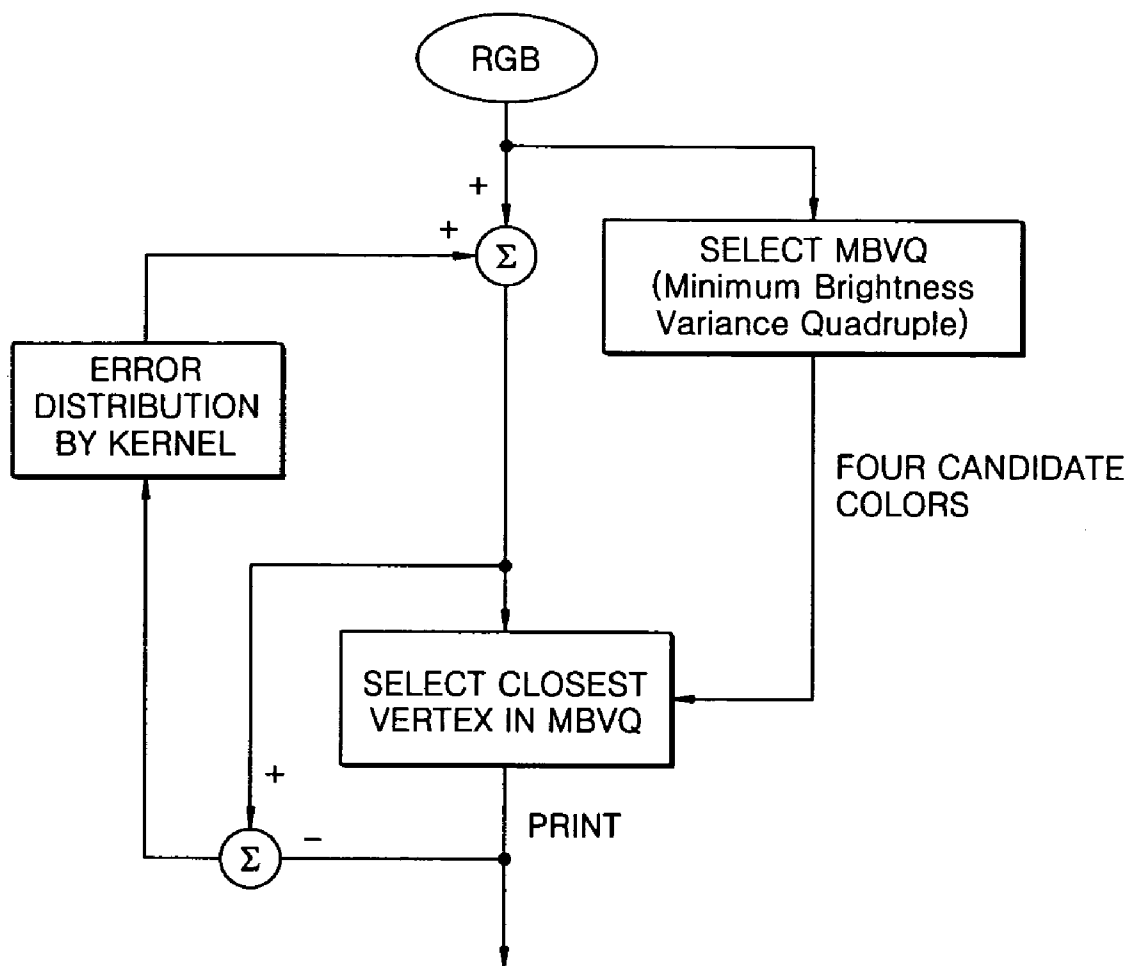 RGB
+
+
Σ
SELECT MBVQ
(Minimum Brightness
Variance Quadruple)
ERROR
DISTRIBUTION
BY KERNEL
FOUR CANDIDATE
COLORS
SELECT CLOSEST
VERTEX IN MBVQ
+
PRINT
−
Σ